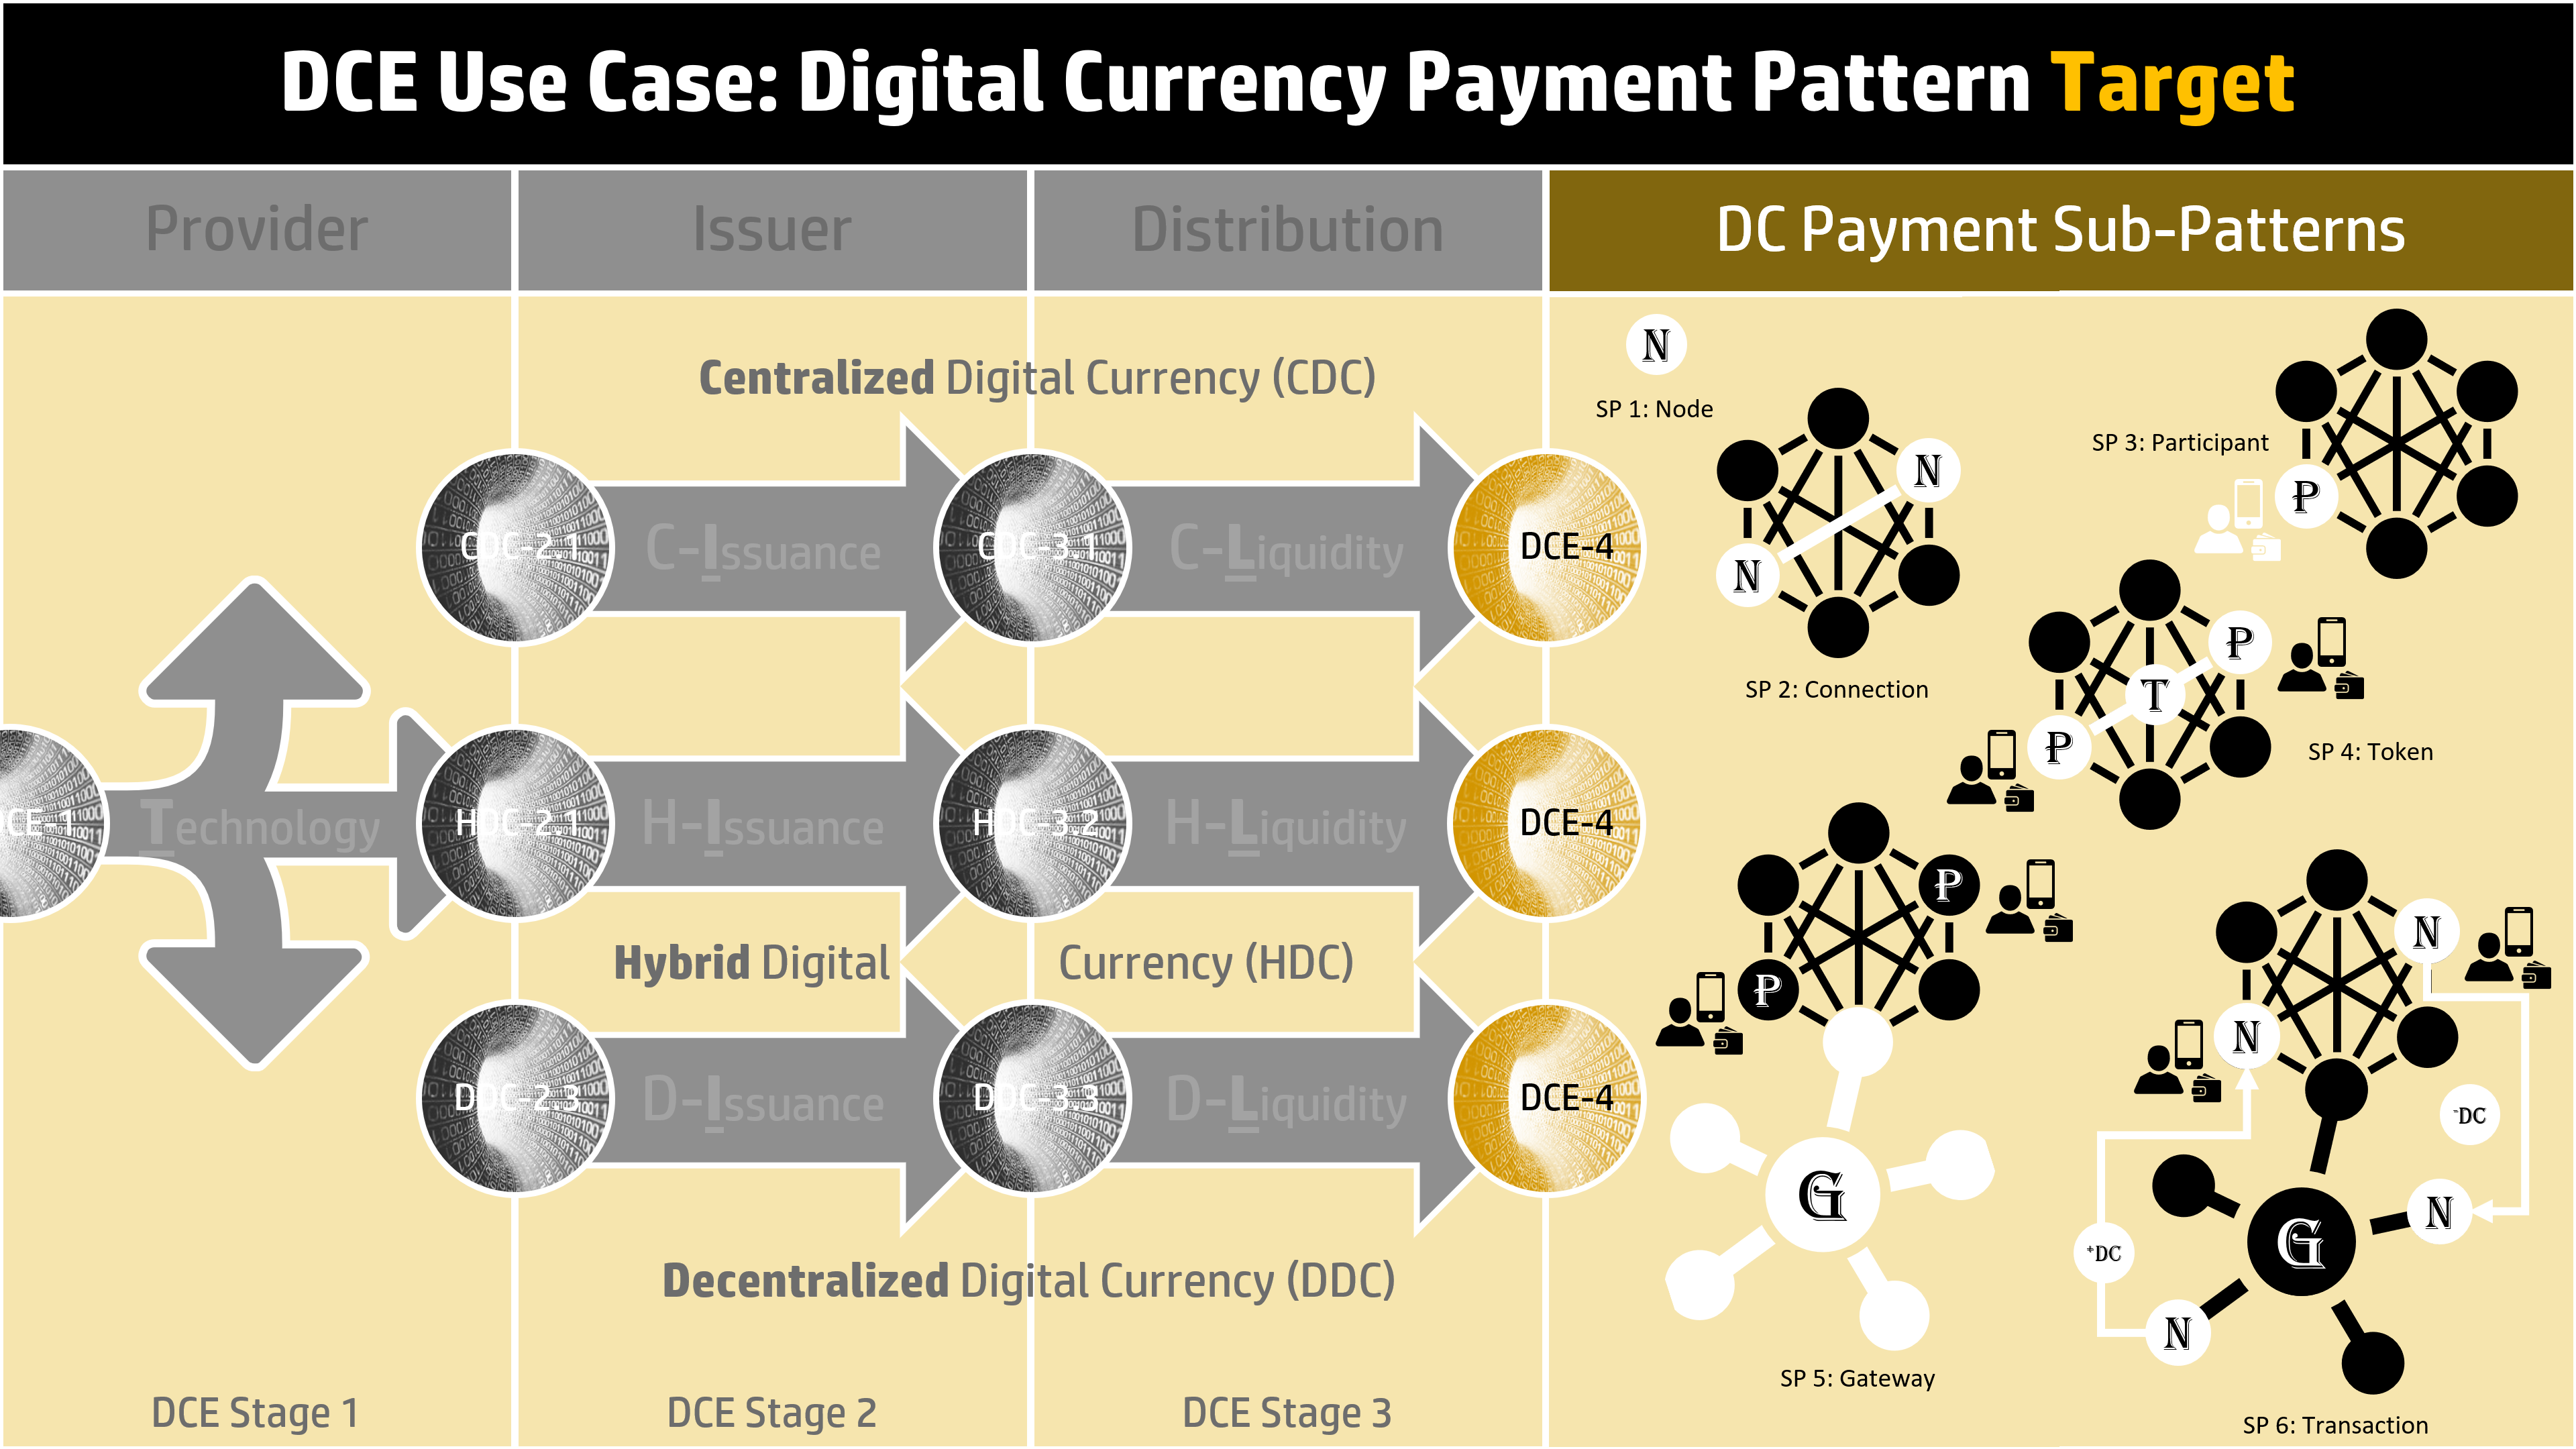 DCE Use Case: Digital Currency Payment Pattern Target
Provider
Issuer
Distribution
DC Payment Sub-Patterns
Centralized Digital Currency (CDC)
CDC-2.1
C-Issuance
CDC-3.1
C-Liquidity
DCE-4
CE-1
Technology
HDC-2.1
H-Issuance
HDC-3.2
H-Liquidity
DCE-4
Hybrid Digital Currency (HDC)
DDC-2.3
D-Issuance
DDC-3.3
D-Liquidity
DCE-4
Decentralized Digital Currency (DDC)
DCE Stage 1
DCE Stage 2
DCE Stage 3
N
SP 1: Node
N
N
SP 2: Connection
SP 3: Participant
P
P
T
P
SP 4: Token
P
P
G
SP 5: Gateway
N
N
-DC
N
G
+DC
N
SP 6: Transaction